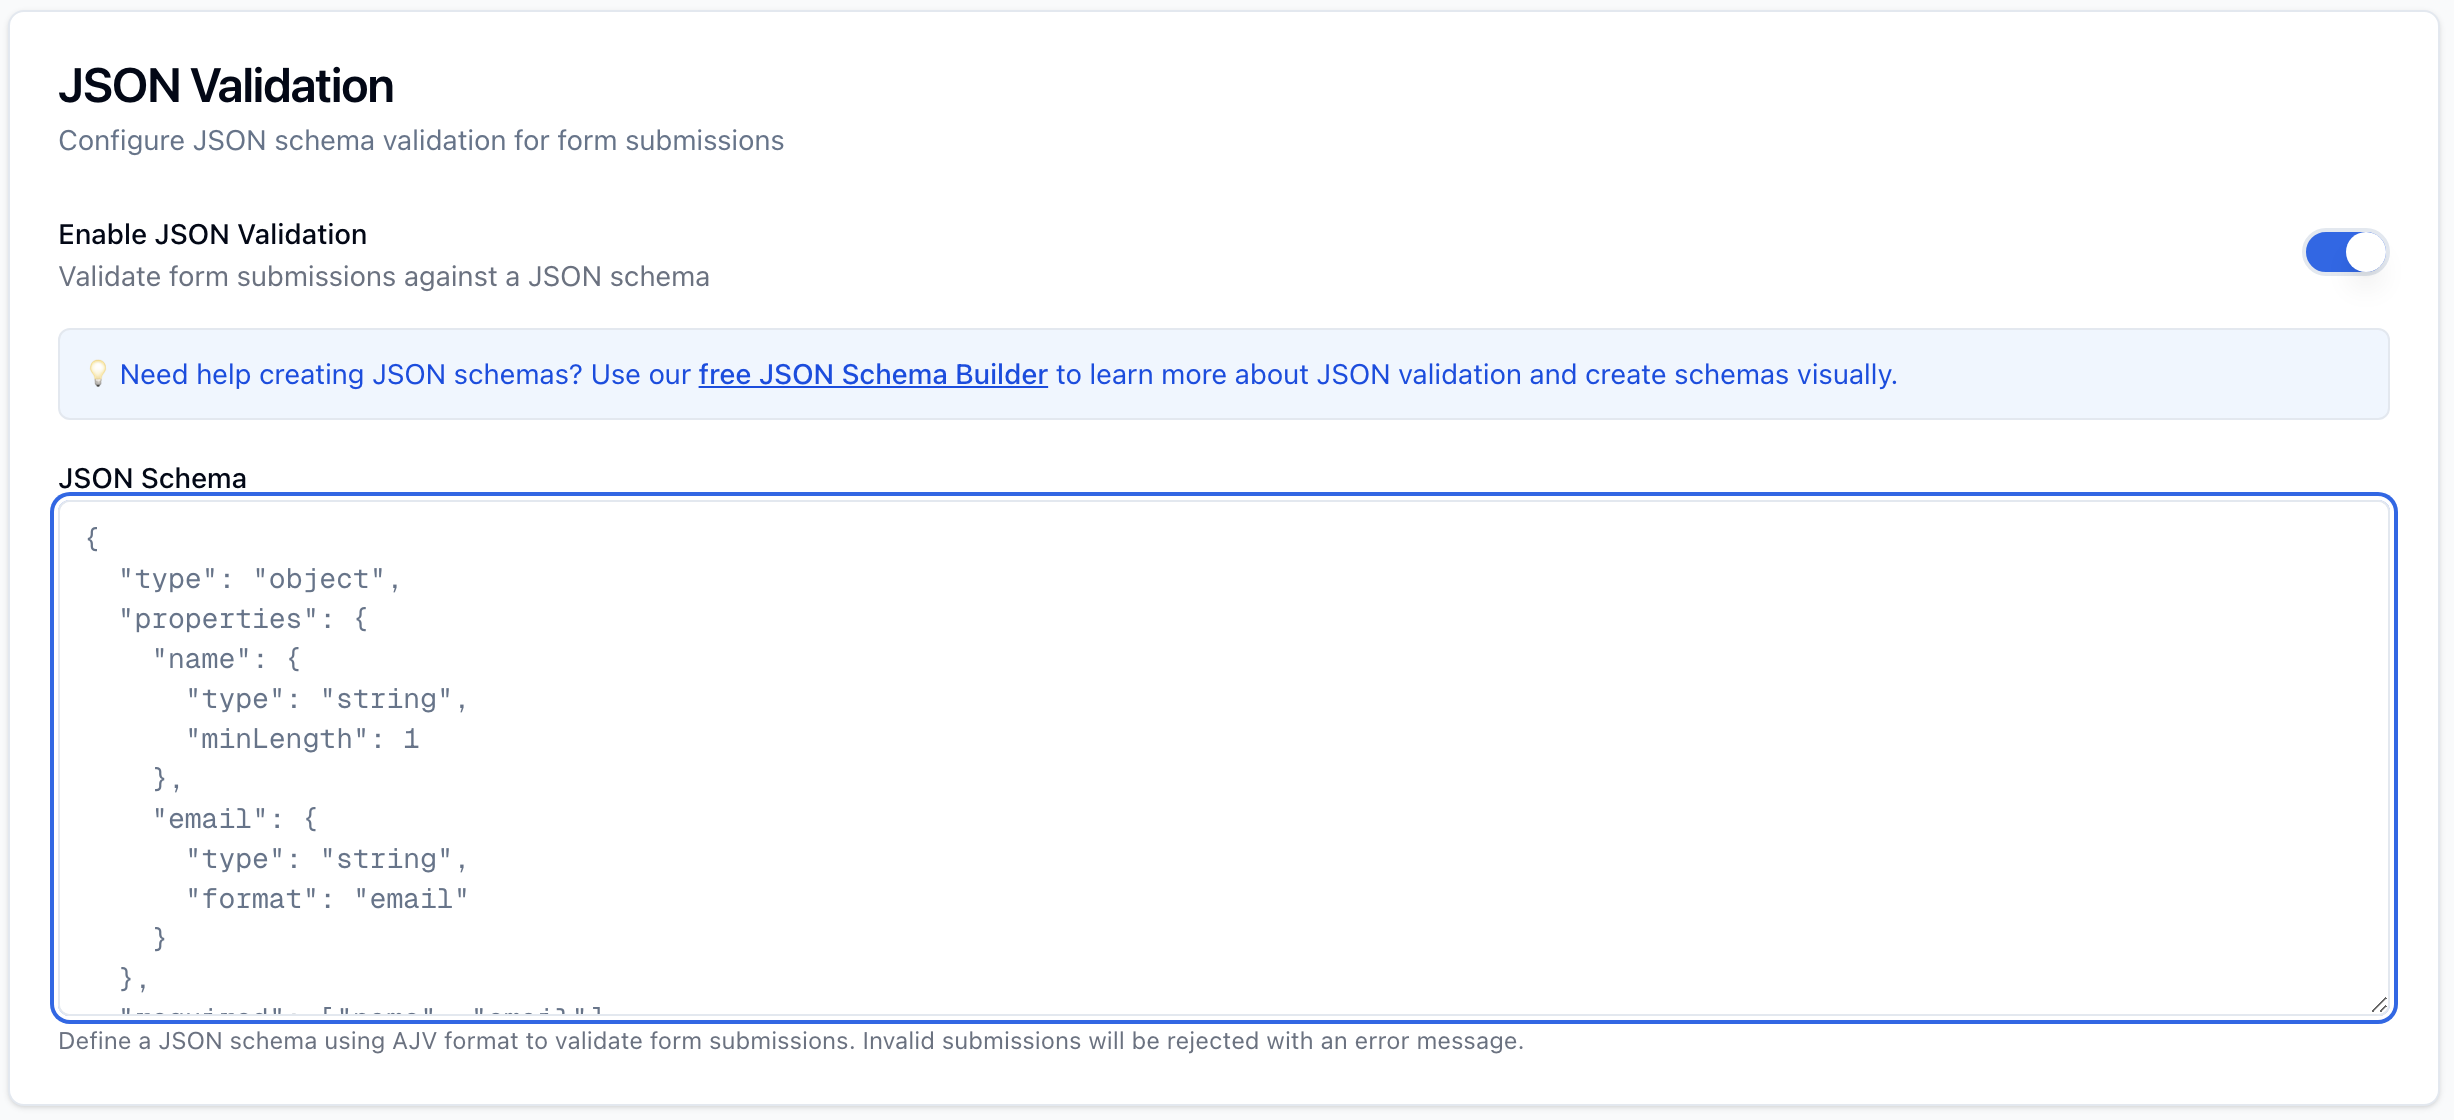 JSON Validation
Configure JSON schema validation for form submissions
Enable JSON Validation
Validate form submissions against a JSON schema
💡 Need help creating JSON schemas? Use our free JSON Schema Builder to learn more about JSON validation and create schemas visually.
JSON Schema
{
  "type": "object",
  "properties": {
    "name": {
      "type": "string",
      "minLength": 1
    },
    "email": {
      "type": "string",
      "format": "email"
    }
  },
  "required": ["name", "email"]
Define a JSON schema using AJV format to validate form submissions. Invalid submissions will be rejected with an error message.